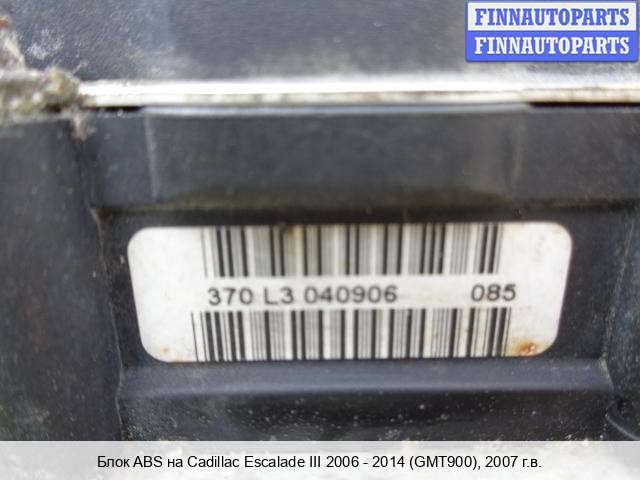 FINNAUTOPARTS
FINNAUTOPARTS
370 L3 040906 085
Блок ABS на Cadillac Escalade III 2006 - 2014 (GMT900), 2007 г.в.